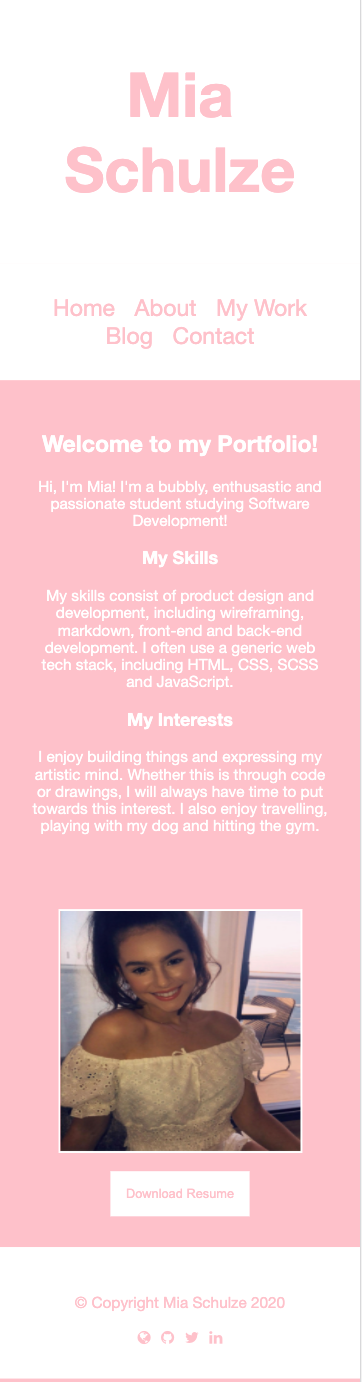 Mia
Schulze
Home About My Work
Blog Contact
Welcome to my Portfolio!
Hi, I'm Mia! I'm a bubbly, enthusastic and
passionate student studying Software
Development!
My Skills
My skills consist of product design and
development, including wireframing,
markdown, front-end and back-end
development. I often use a generic web
tech stack, including HTML, CSS, SCSS
and JavaScript.
My Interests
I enjoy building things and expressing my
artistic mind. Whether this is through code
or drawings, I will always have time to put
towards this interest. I also enjoy travelling,
playing with my dog and hitting the gym.
Download Resume
© Copyright Mia Schulze 2020